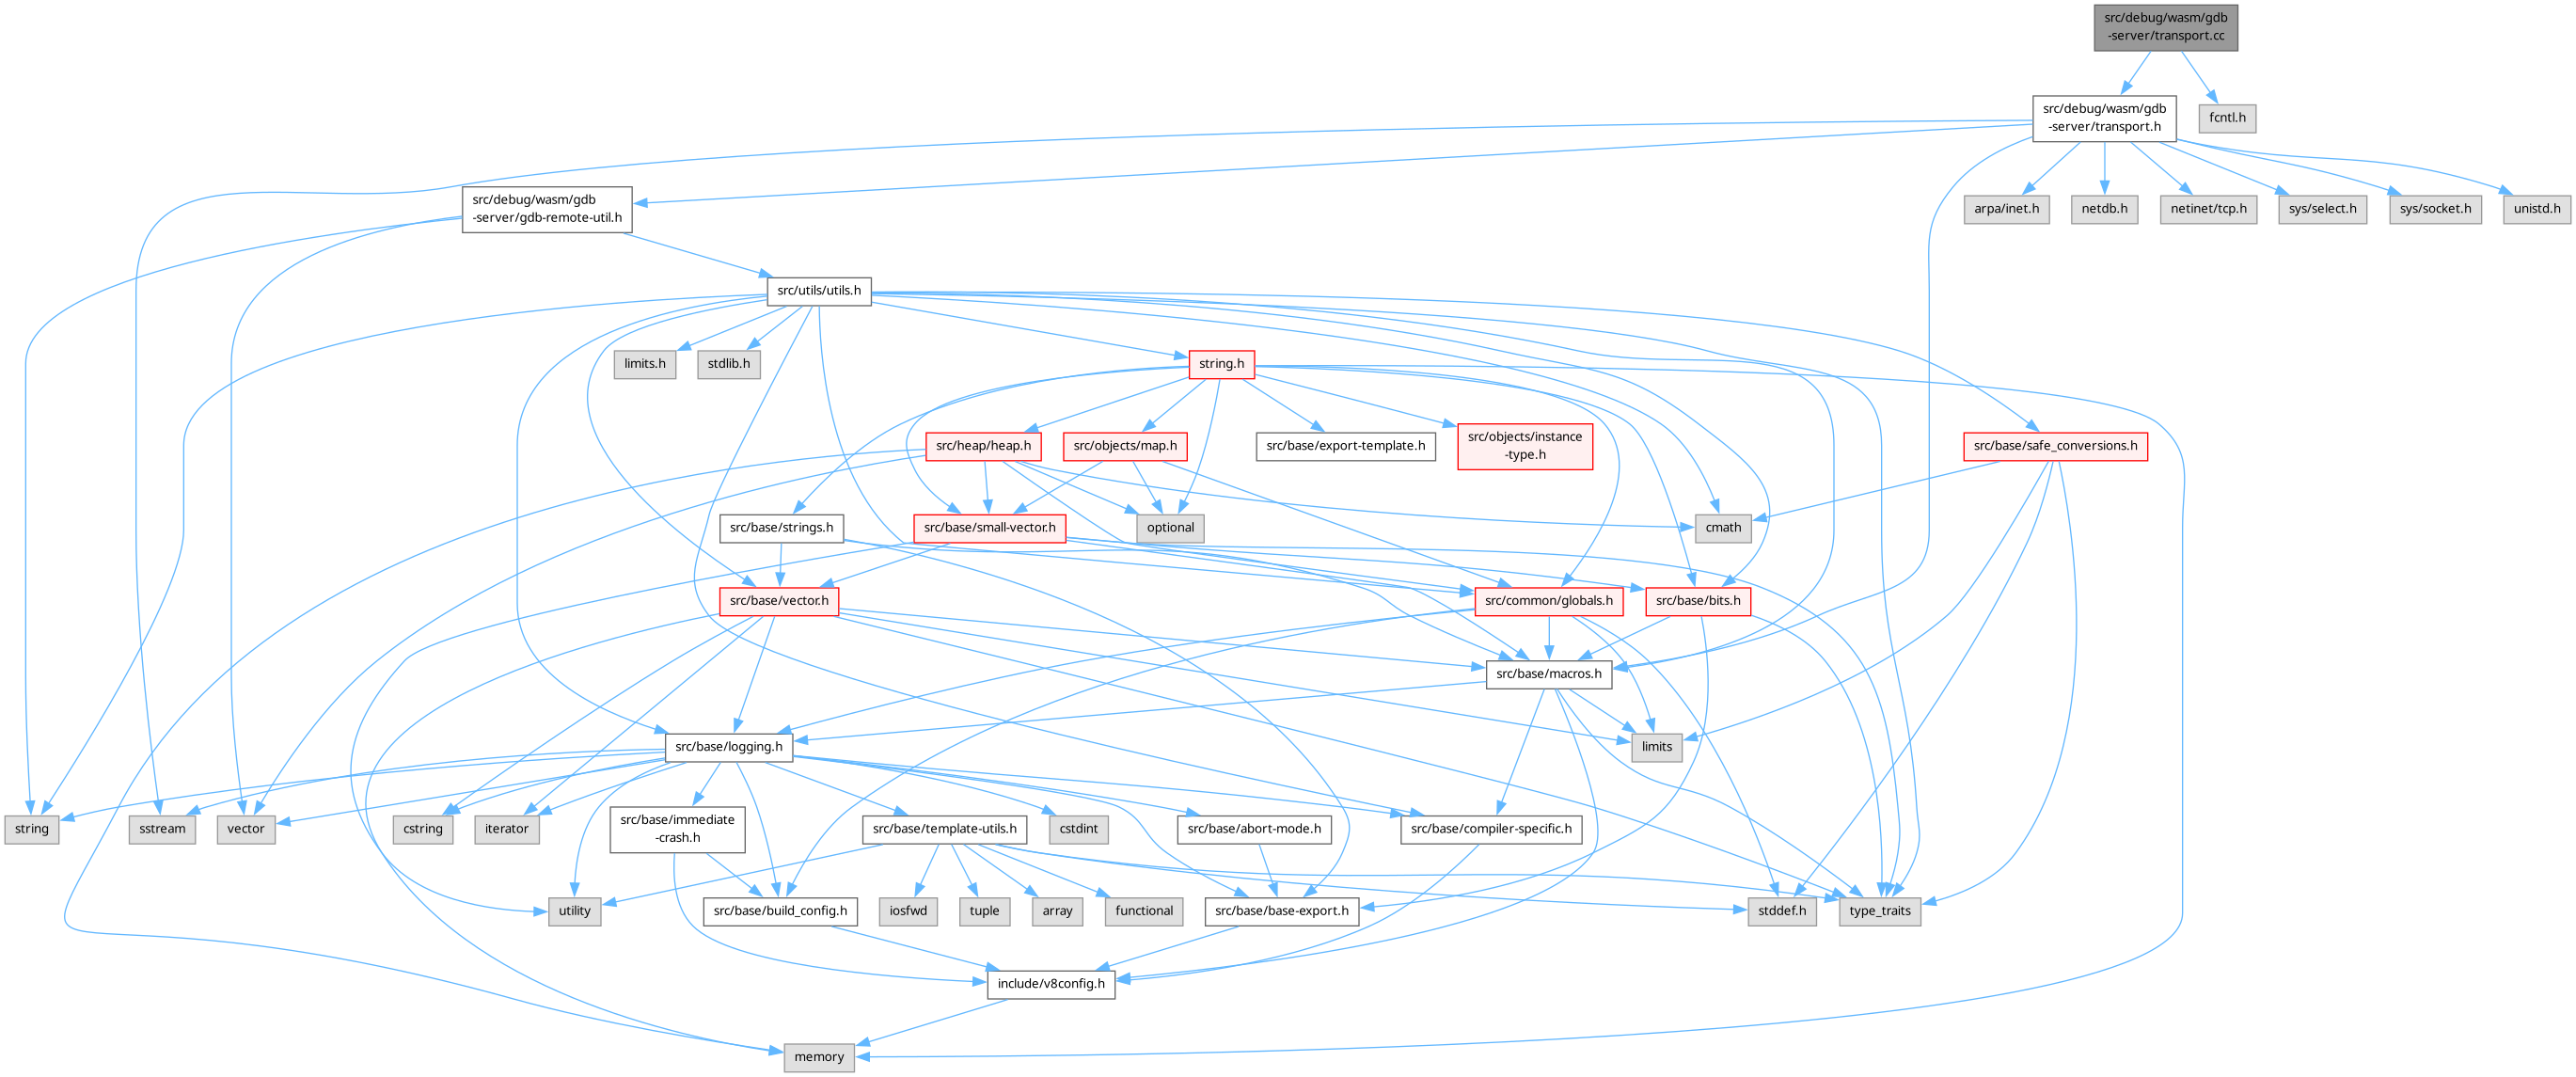 src/debug/wasm/gdb
-server/transport.cc
src/debug/wasm/gdb
-server/transport.h
fcntl.h
src/debug/wasm/gdb
-server/gdb-remote-util.h
arpa/inet.h
netdb.h
netinet/tcp.h
sys/select.h
sys/socket.h
unistd.h
src/utils/utils.h
limits.h
stdlib.h
string.h
src/heap/heap.h
src/objects/map.h
src/base/export-template.h
src/objects/instance
-type.h
src/base/safe_conversions.h
src/base/strings.h
src/base/small-vector.h
optional
cmath
src/base/vector.h
src/common/globals.h
src/base/bits.h
src/base/macros.h
src/base/logging.h
limits
string
sstream
vector
cstring
iterator
src/base/immediate
-crash.h
src/base/template-utils.h
cstdint
src/base/abort-mode.h
src/base/compiler-specific.h
utility
src/base/build_config.h
iosfwd
tuple
array
functional
src/base/base-export.h
stddef.h
type_traits
include/v8config.h
memory